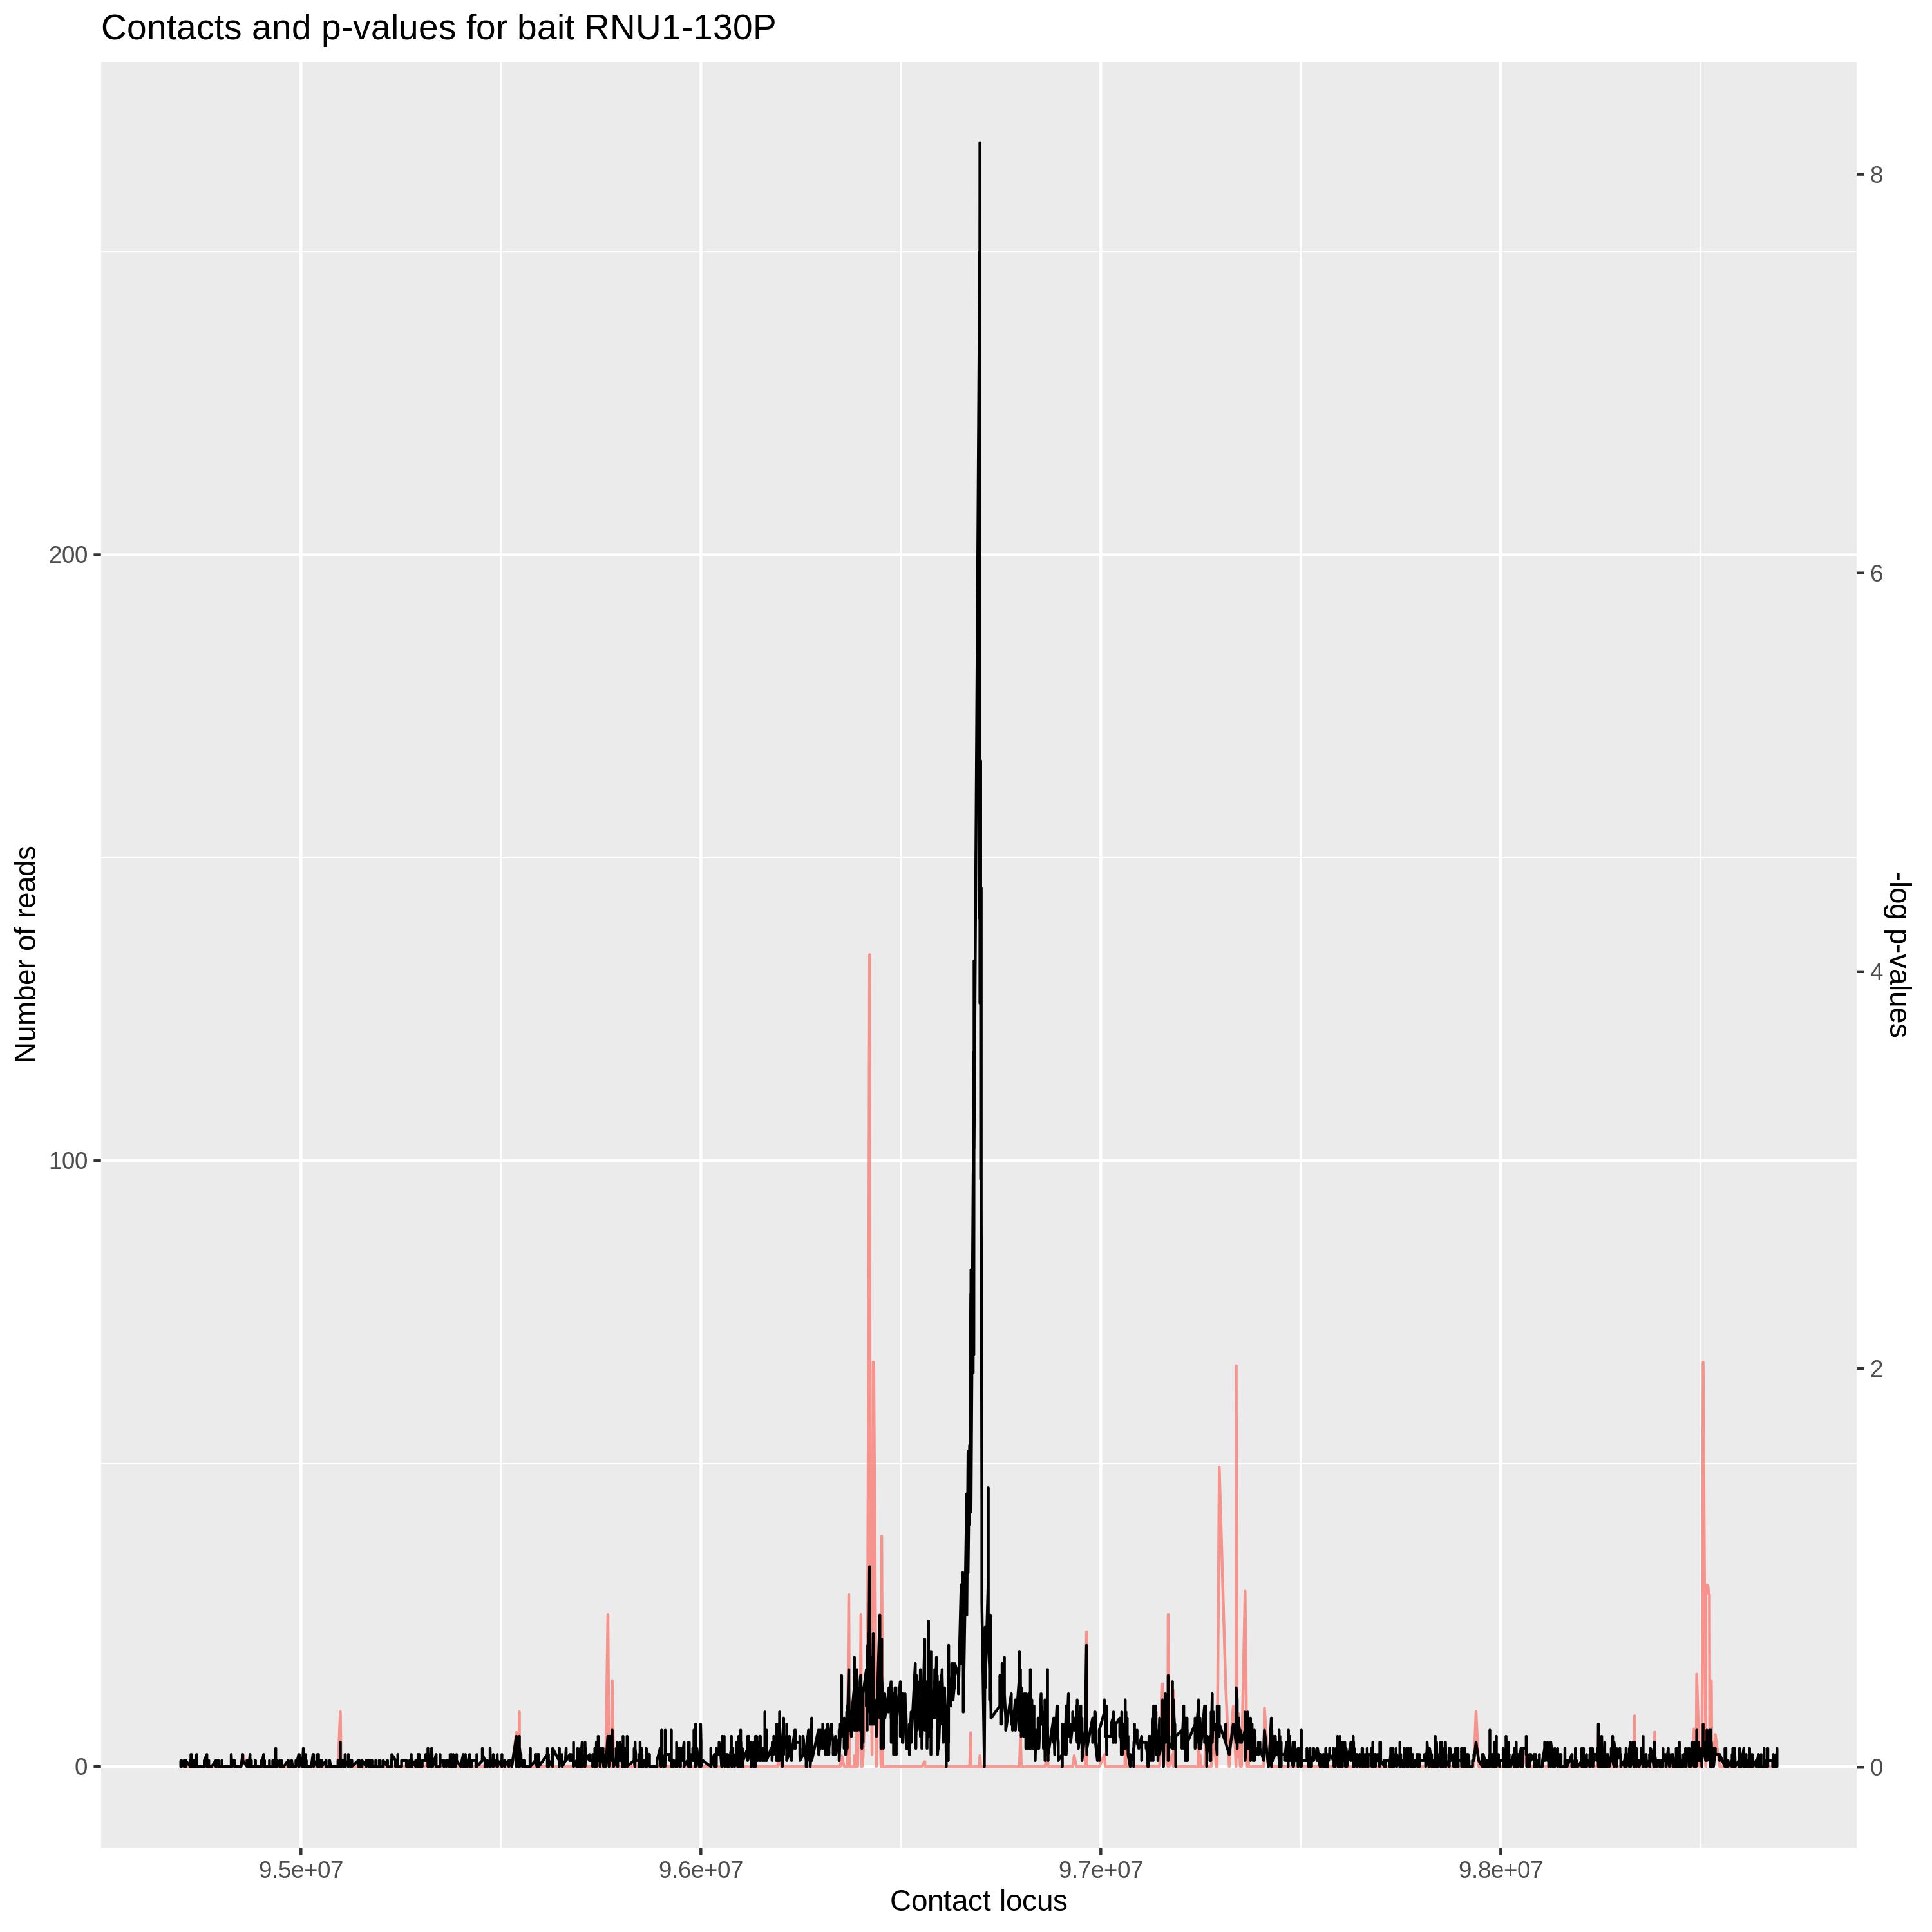 Contacts and p-values for bait RNU1-130P
200
100
0
8
6
4
2
0
Number of reads
-log p-values
9.5e+07 9.6e+07 9.7e+07 9.8e+07
Contact locus